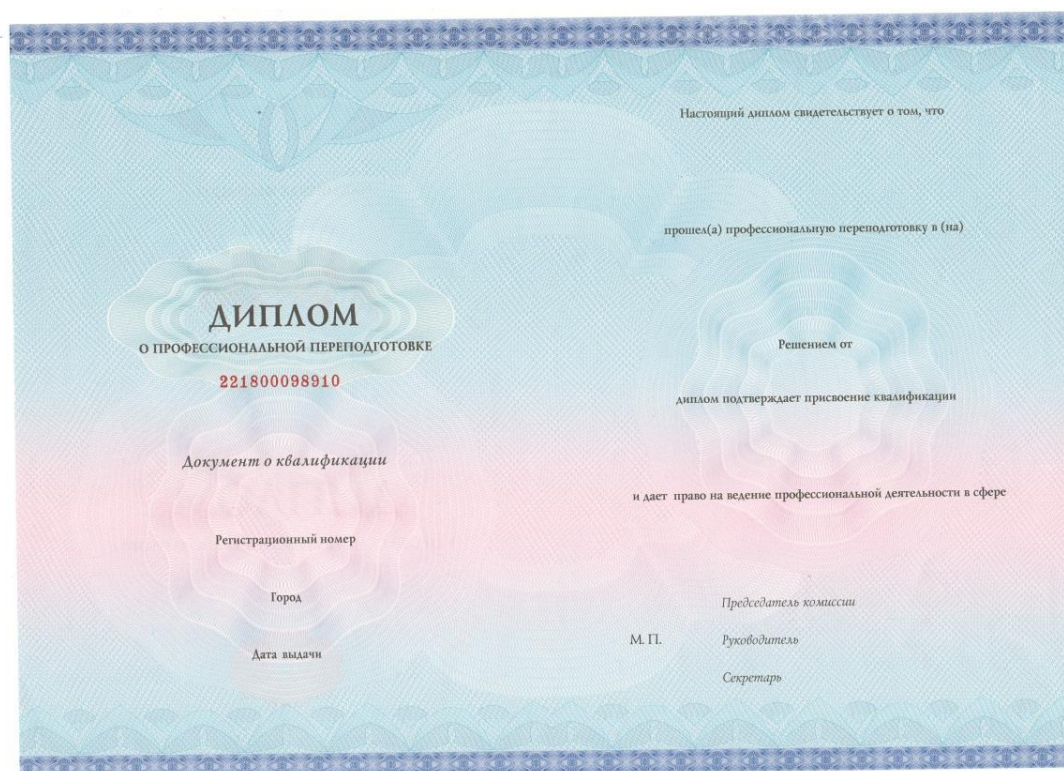 ДИПЛОМ
О ПРОФЕССИОНАЛЬНОЙ ПЕРЕПОДГОТОВКЕ
221800098910
Документ о квалификации
Регистрационный номер
Город
Дата выдачи
Настоящий диплом свидетельствует о том, что
прошел(а) профессиональную переподготовку в (на)
Решением от
диплом подтверждает присвоение квалификации
и дает право на ведение профессиональной деятельности в сфере
Председатель комиссии
М. П. Руководитель
Секретарь